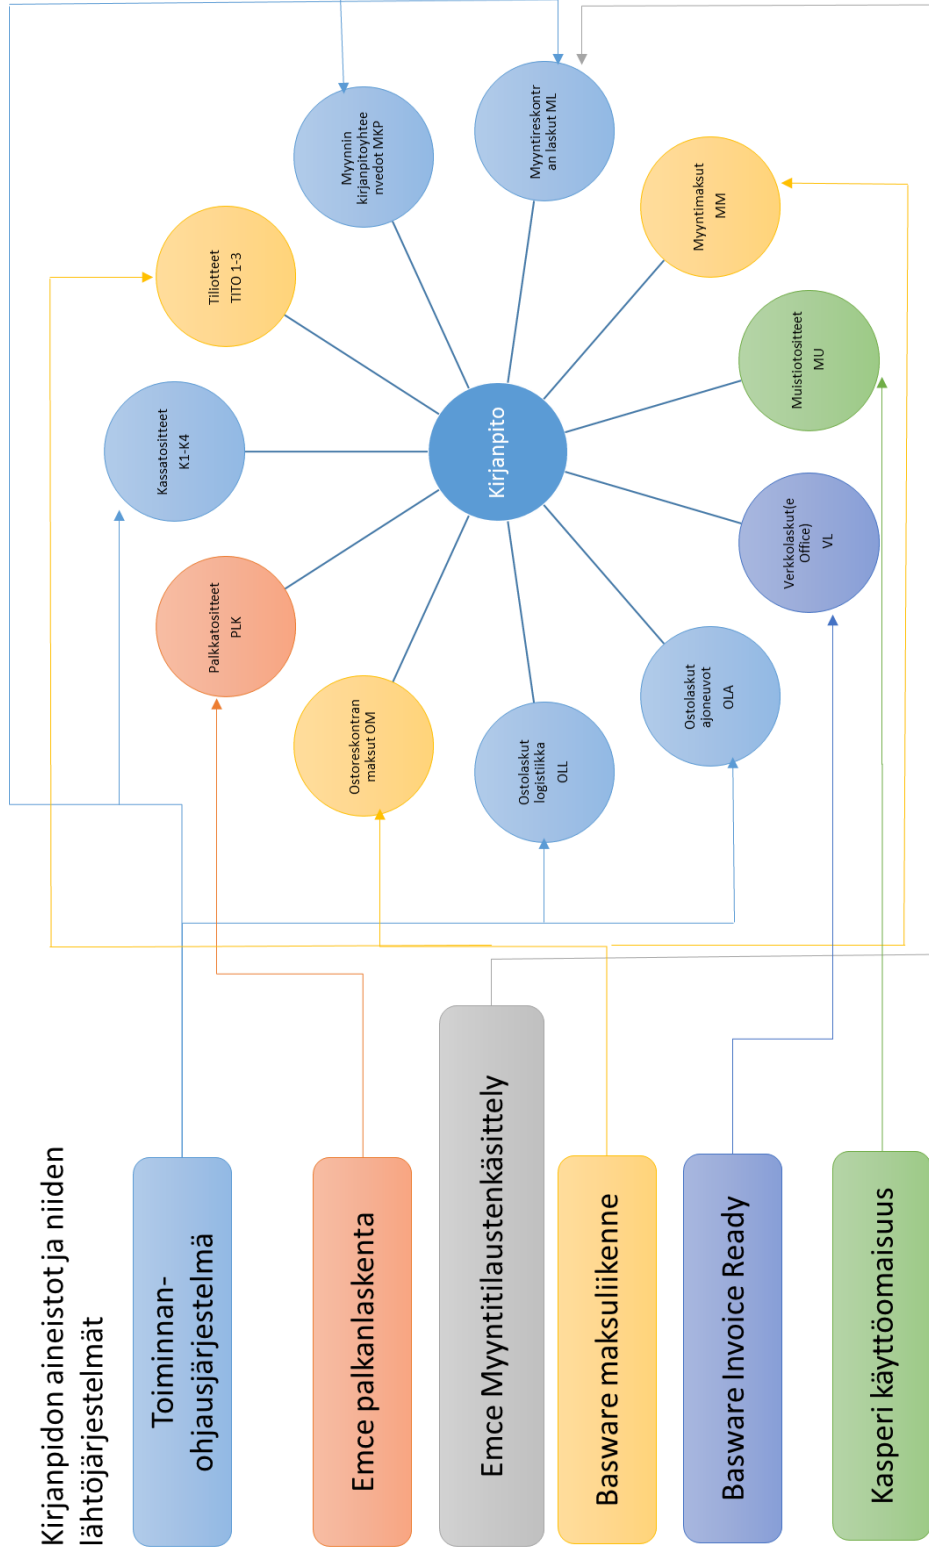 Kirjanpidon aineistot ja niiden
lähtöjärjestelmät
Toiminnan-
ohjausjärjestelmä
Emce palkanlaskenta
Emce Myyntitilaustenkäsittely
Basware maksuliikenne
Basware Invoice Ready
Kasperi käyttöomaisuus
Kirjanpito
Kassatositteet
K1-K4
Tiliotteet
TITO 1-3
Myynnin
kirjanpitoyhtee
nvedot MKP
Myyntireskontr
an laskut ML
Myyntimaksut
MM
Muistiotositteet
MU
Verkkolaskut(e
Office)
VL
Ostolaskut
ajoneuvot
OLA
Ostolaskut
logistiikka
OLL
Ostoreskontran
maksut OM
Palkkatositteet
PLK